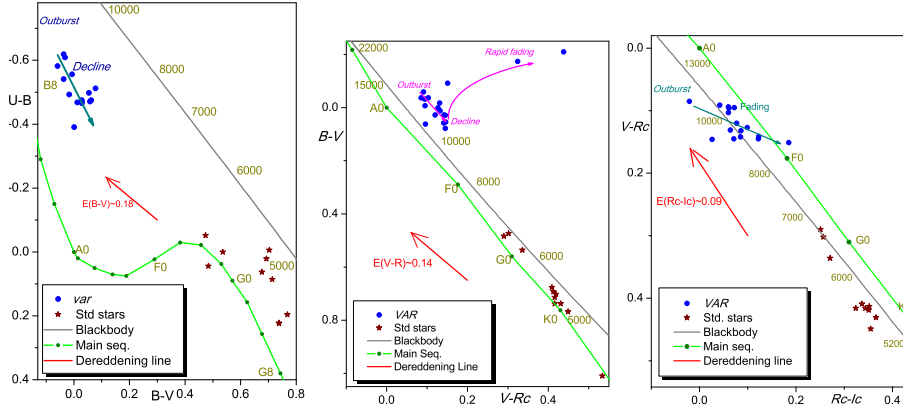 Outburst
10000
-0.6
Decline
B8
8000
U-B
-0.4
7000
-0.2
6000
E(B-V)~0.18
A0
0.0
F0
5000
G0
0.2
var
Std stars
Blackbody
Main seq.
Dereddening line
G8
0.4
0.0
0.2
0.4
0.6
0.8
B-V
22000
Rapid fading
15000
Outburst
0.0
A0
B-V
Decline
10000
8000
F0
0.4
E(V-R)~0.14
G0
6000
K0
5000
0.8
VAR
Std stars
Blackbody
Main Seq.
Dereddening Line
0.0
0.1
0.2
0.3
0.4
0.5
V-Rc
0.0
A0
13000
Outburst
Fading
V-Rc
10000
F0
8000
0.2
E(Rc-Ic)~0.09
7000
G0
6000
0.4
K
5200
VAR
Std. stars
Blackbody
Main Seq.
Dereddening line
0.0
0.2
0.4
Rc-Ic